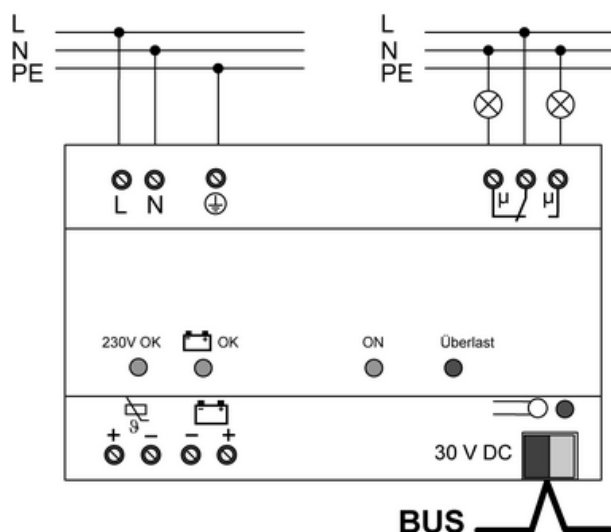 L
N
PE
L
N
PE
L N
µ µ
230V OK
OK
ON
Überlast
ϑ
+ − − +
30 V DC
BUS